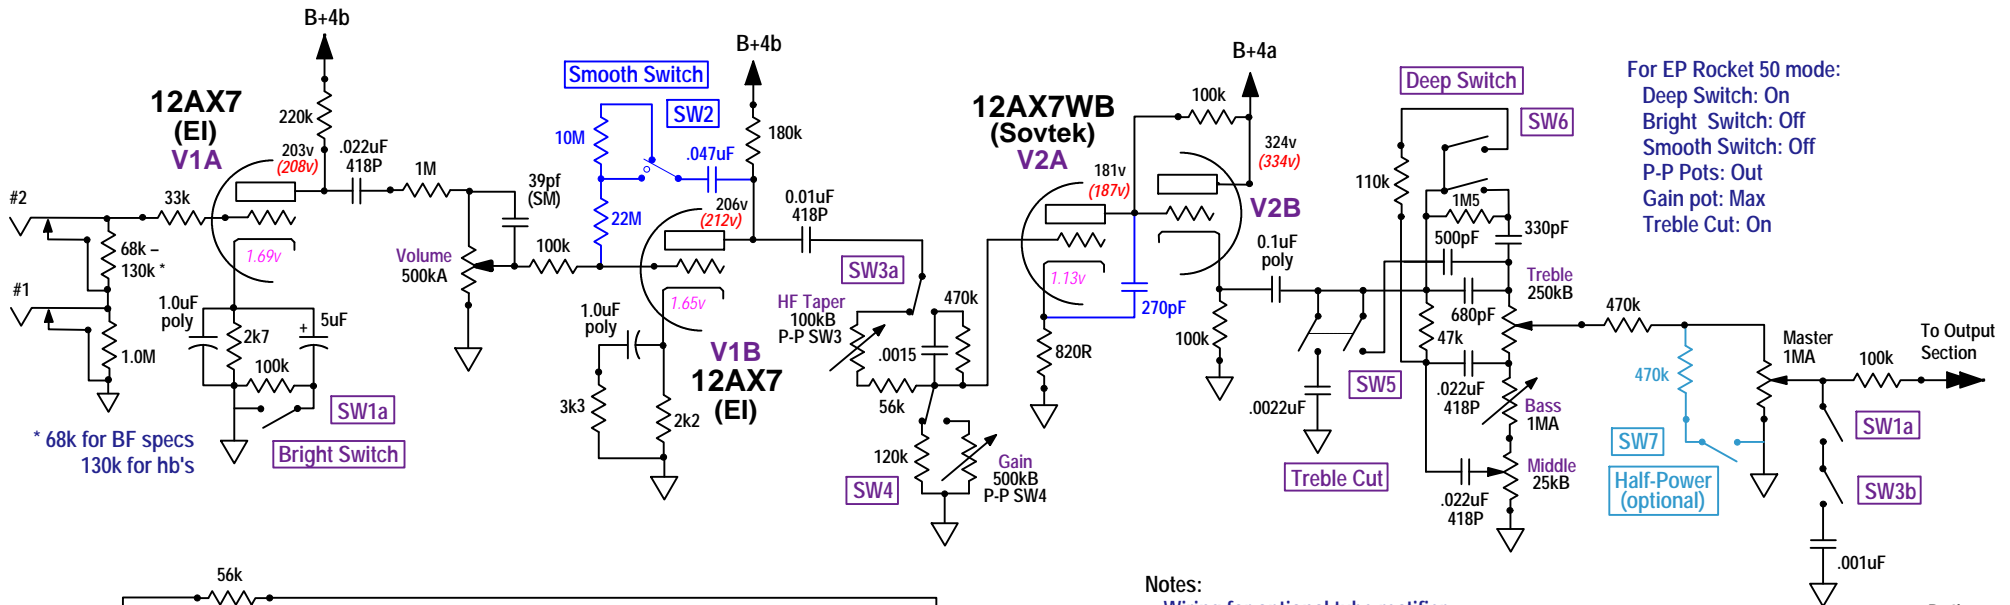 B+4b
12AX7
(EI)
V1A
220k
203v
(208v)
.022uF
418P
1M
#2
33k
68k –
130k *
#1
1.0M
1.69v
1.0uF
poly
2k7
5uF
+
100k
SW1a
Bright Switch
* 68k for BF specs
130k for hb's
39pf
(SM)
Volume
500kA
100k
Smooth Switch
SW2
10M
.047uF
22M
B+4b
180k
206v
(212v)
1.65v
V1B
12AX7
(EI)
1.0uF
poly
3k3
2k2
0.01uF
418P
SW3a
HF Taper
100kB
P-P SW3
470k
.0015
56k
120k
SW4
Gain
500kB
P-P SW4
12AX7WB
(Sovtek)
V2A
181v
(187v)
1.13v
820R
270pF
B+4a
100k
324v
(334v)
V2B
100k
0.1uF
poly
.0022uF
Treble Cut
SW5
Deep Switch
SW6
110k
1M5
500pF
330pF
680pF
47k
.022uF
418P
Treble
250kB
Bass
1MA
Middle
25kB
.022uF
418P
For EP Rocket 50 mode:
Deep Switch: On
Bright Switch: Off
Smooth Switch: Off
P-P Pots: Out
Gain pot: Max
Treble Cut: On
470k
470k
SW7
Half-Power
(optional)
Master
1MA
100k
To Output
Section
SW1a
SW3b
.001uF
56k
Notes:
Wiring for optional tube rectifier